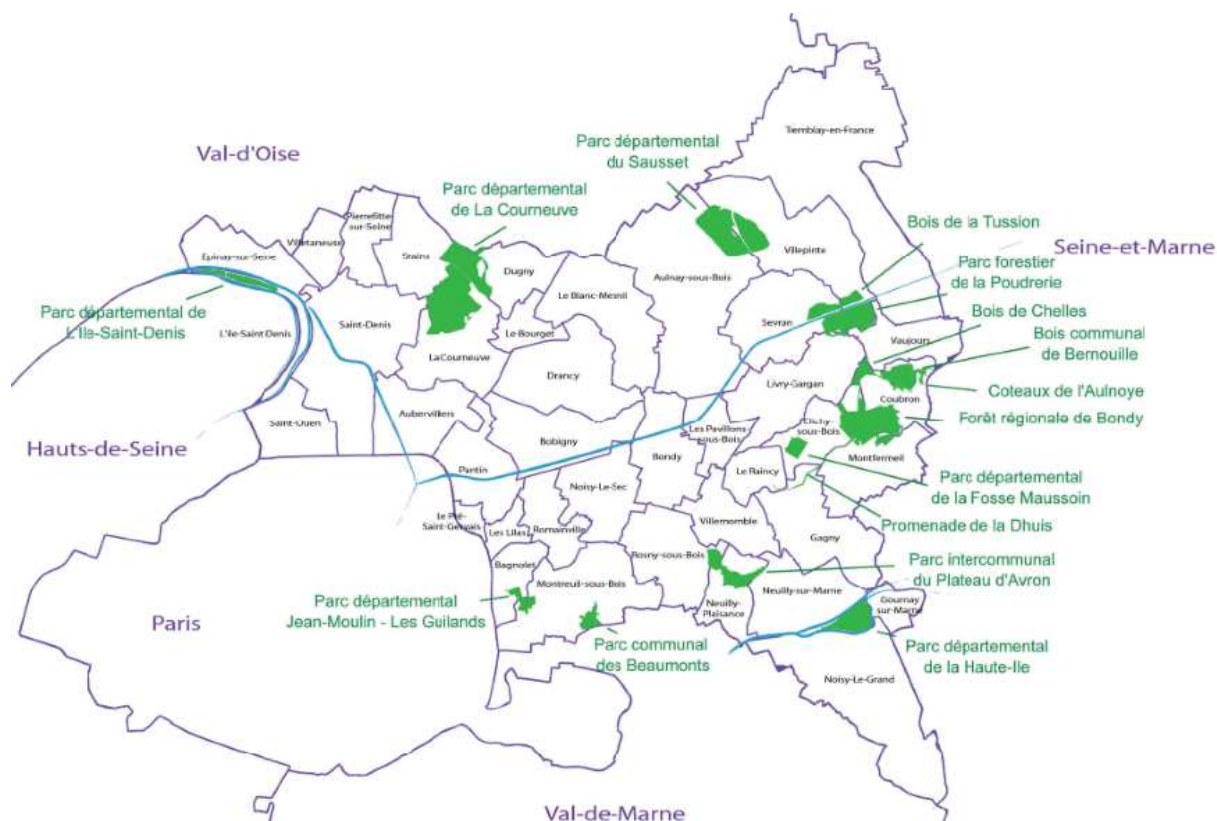 Tremblay-en-France
Parc départemental
du Sausset
Val-d'Oise
Parc départemental
de La Courneuve
Pierrefitte-
sur-Seine
Villetaneuse
Bois de la Tussion
Seine-et-Marne
Villepinte
Epinay-sur-Seine
Stains
Dugny
Parc forestier
de la Poudrerie
Aulnay-sous-Bois
Le Blanc-Mesnil
Bois de Chelles
Parc départemental de
L'Ile-Saint-Denis
Saint-Denis
L'ile-Saint-Denis
Le Bourget
Sevran
Bois communal
de Bernouille
Vaujours
LaCourneuve
Drancy
Livry-Gargan
Coubron
Coteaux de l'Aulnoye
Aubervilliers
Forêt régionale de Bondy
Saint-Ouen
Clichy-
sous-Bois
Les Pavillons-
sous-Bois
Hauts-de-Seine
Bobigny
Bondy
Montfermeil
Pantin
Le Raincy
Parc départemental
de la Fosse Maussoin
Noisy-Le-Sec
Le Pré-
Saint-Gervais
Les Lilas
Romainville
Villemomble
Promenade de la Dhuis
Gagny
Rosny-sous-Bois
Bagnolet
Parc intercommunal
du Plateau d'Avron
Montreuil-sous-Bois
Neuilly-sur-Marne
Parc départemental
Jean-Moulin - Les Guilands
Neuilly-
Plaisance
Gournay
sur-Marne
Paris
Parc communal
des Beaumonts
Parc départemental
de la Haute-Ile
Noisy-Le-Grand
Val-de-Marne